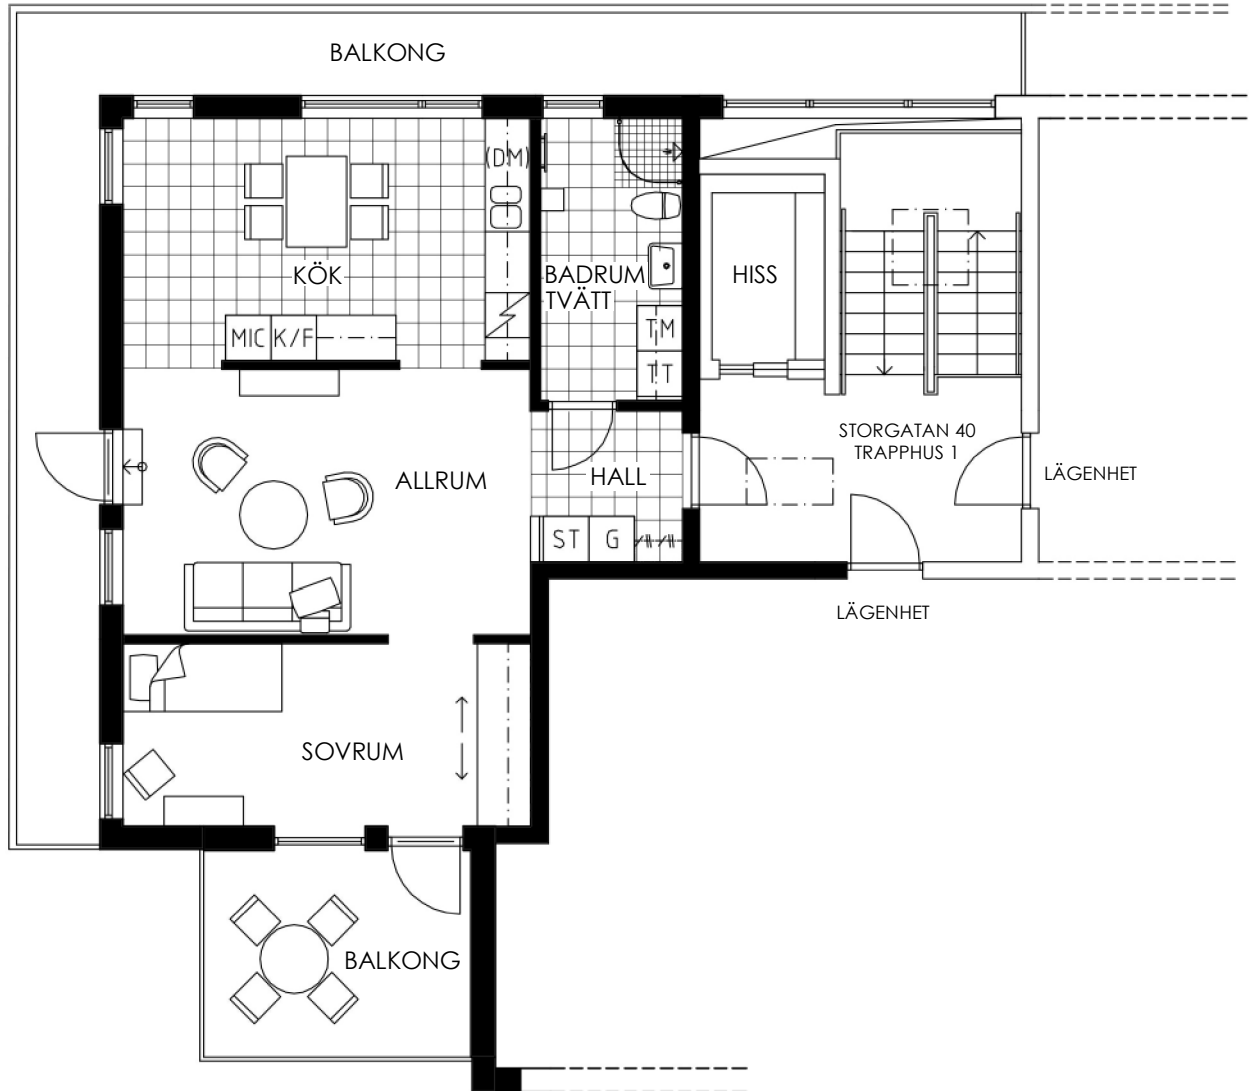 BALKONG
(DM)
KÖK
BADRUM
TVÄTT
HISS
MIC K/F
TM
TT
STORGATAN 40
TRAPPHUS 1
ALLRUM
HALL
LÄGENHET
ST G
LÄGENHET
SOVRUM
BALKONG